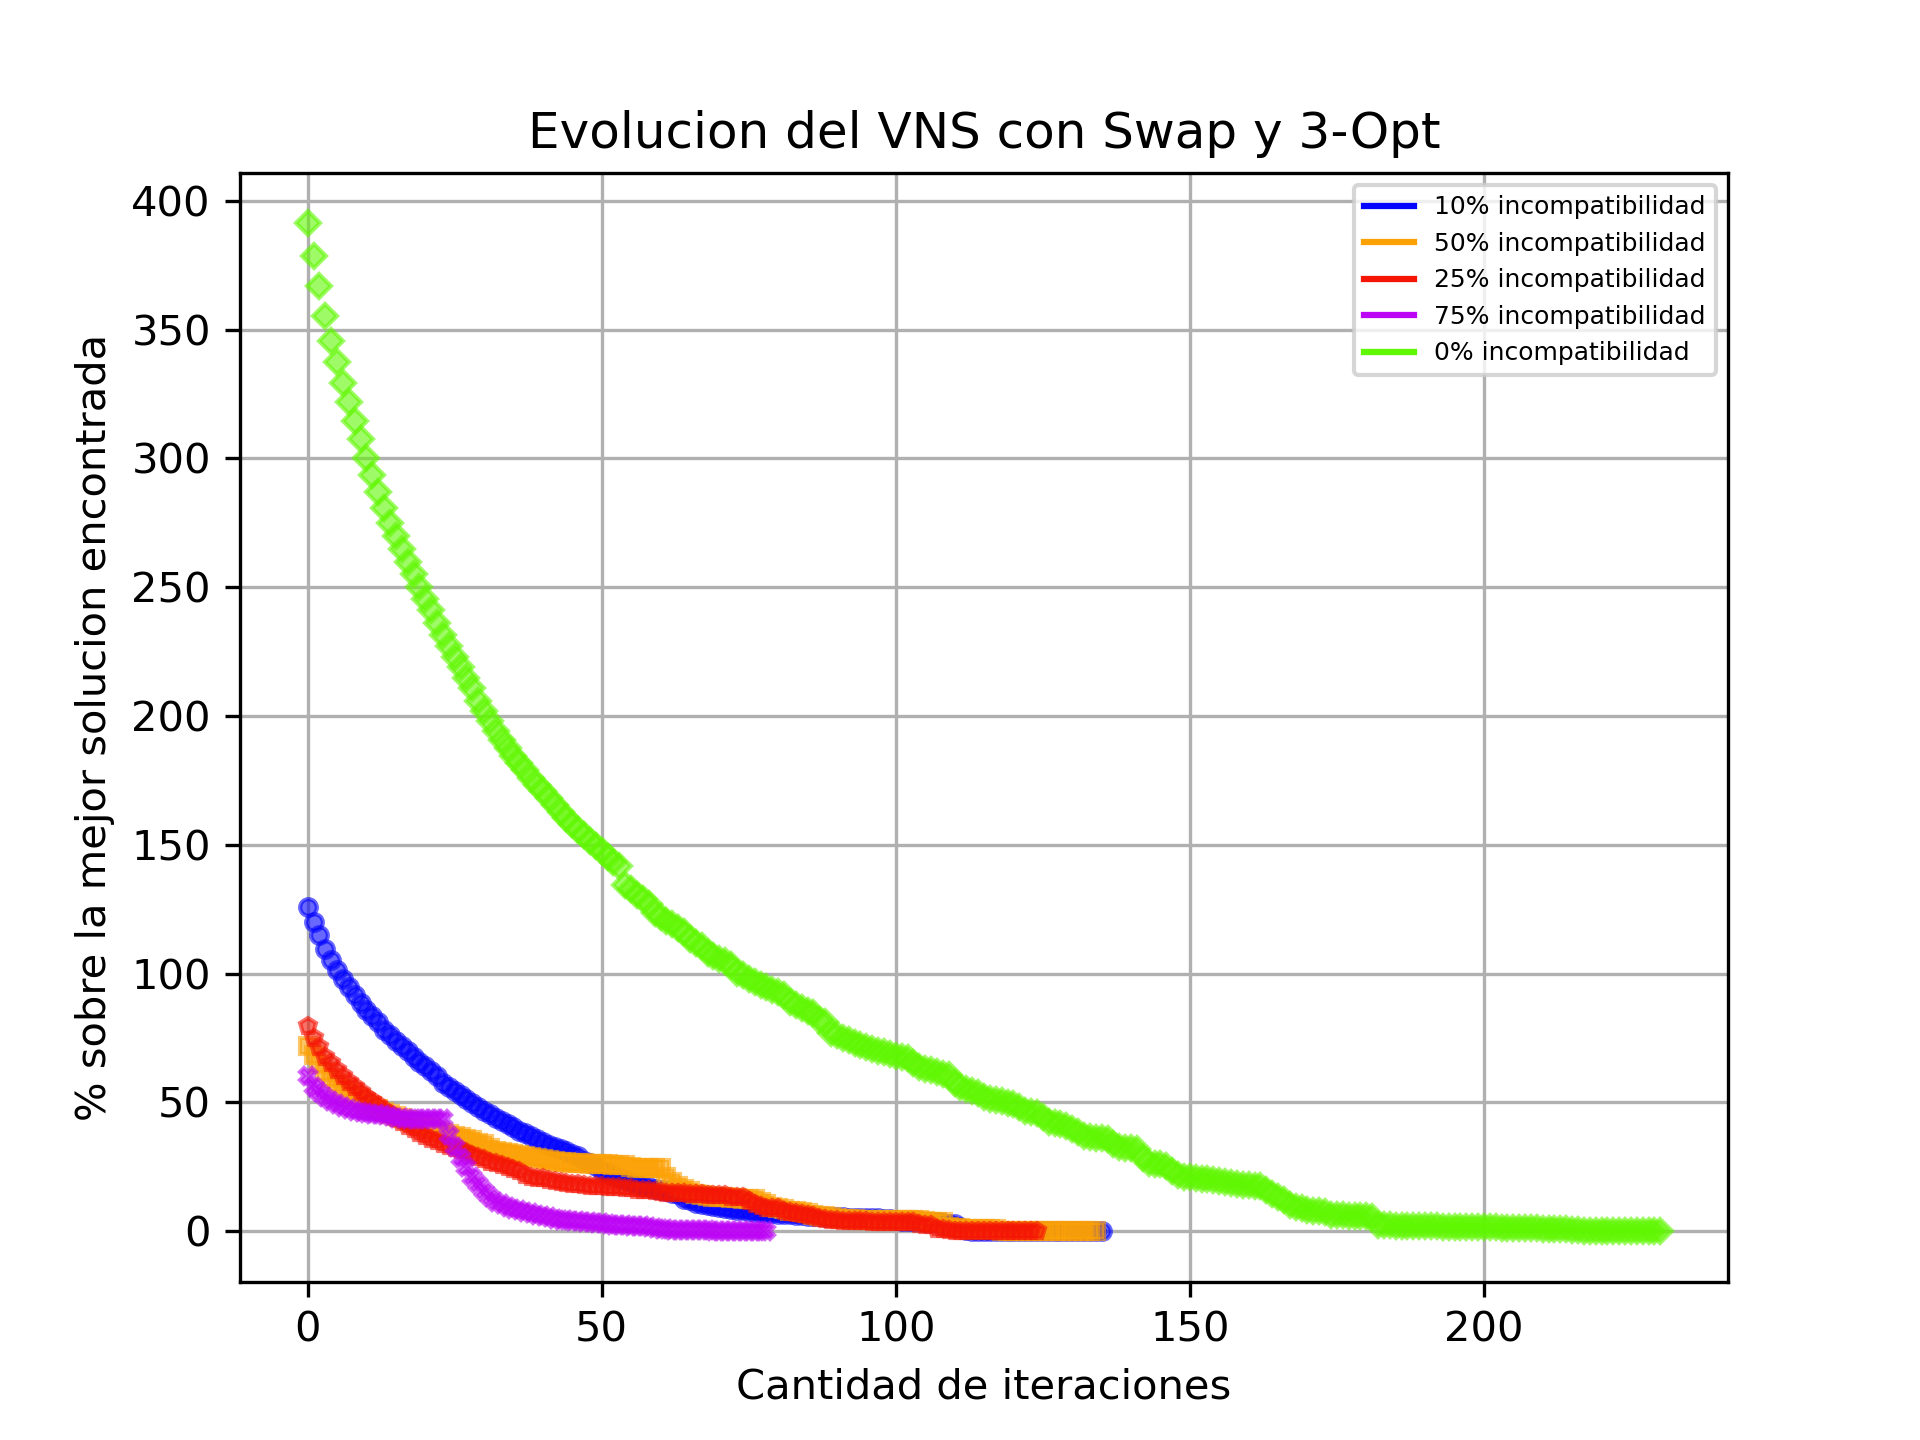 Evolucion del VNS con Swap y 3-Opt
% sobre la mejor solucion encontrada
400
350
300
250
200
150
100
50
0
10% incompatibilidad
50% incompatibilidad
25% incompatibilidad
75% incompatibilidad
0% incompatibilidad
0 50 100 150 200
Cantidad de iteraciones